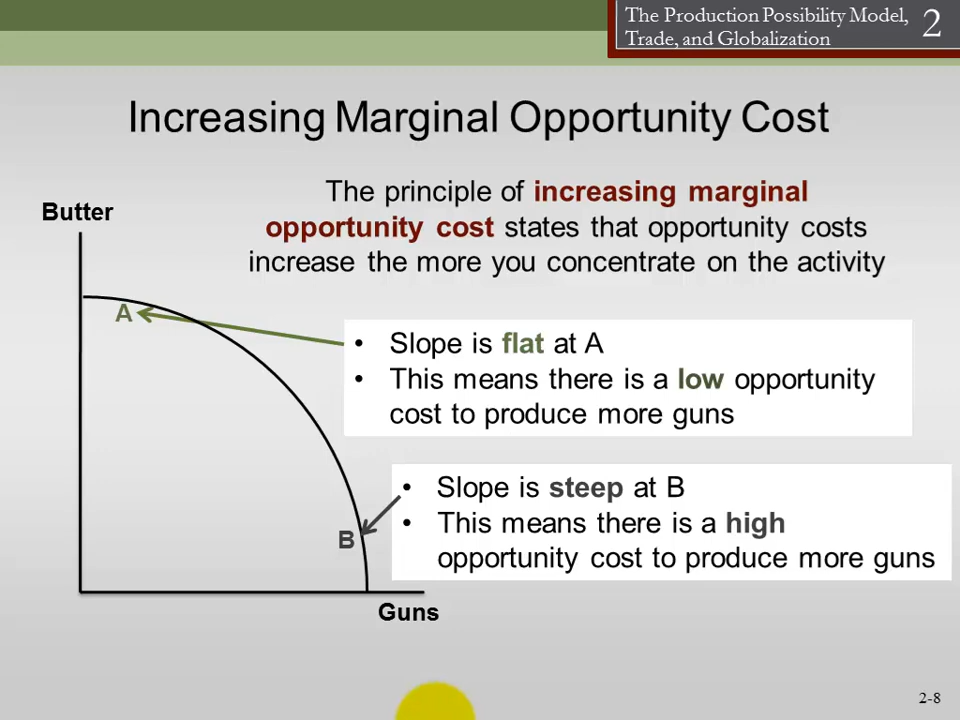 The Production Possibility Model,
Trade, and Globalization
2
Increasing Marginal Opportunity Cost
The principle of increasing marginal
opportunity cost states that opportunity costs
increase the more you concentrate on the activity
Butter
A
• Slope is flat at A
• This means there is a low opportunity
cost to produce more guns
• Slope is steep at B
• This means there is a high
opportunity cost to produce more guns
B
Guns
2-8